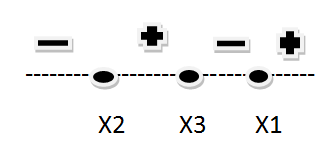 − + − +
X2 X3 X1